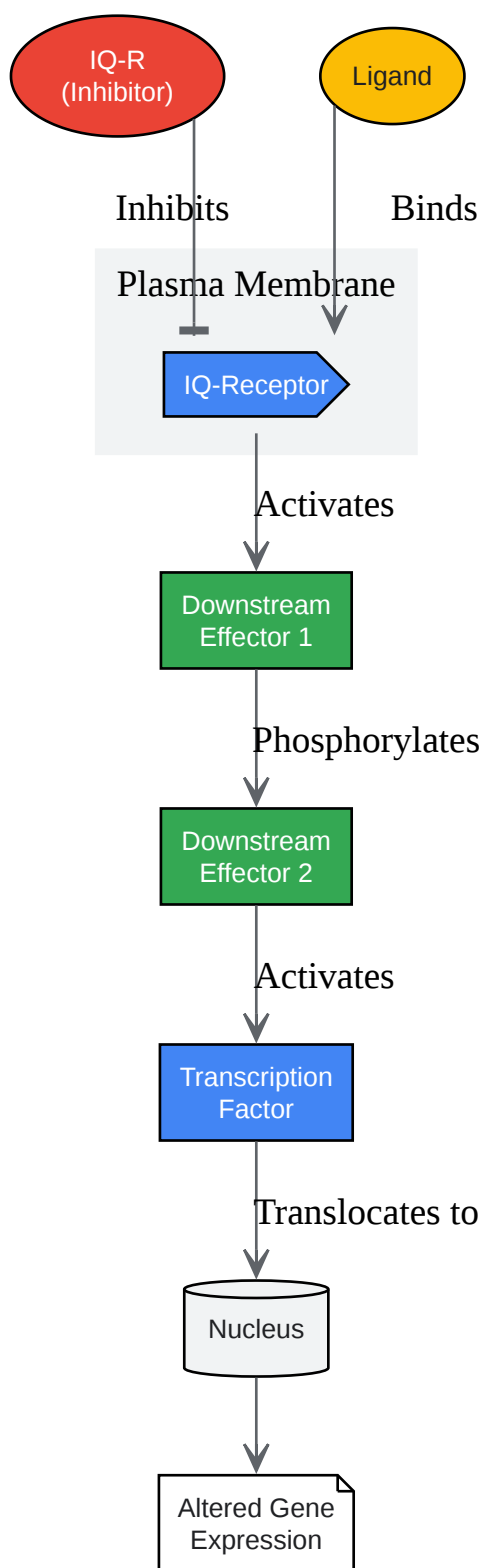 IQ-R
(Inhibitor)
Ligand
Inhibits
Binds
Plasma Membrane
IQ-Receptor
Activates
Downstream
Effector 1
Phosphorylates
Downstream
Effector 2
Activates
Transcription
Factor
Translocates to
Nucleus
Altered Gene
Expression